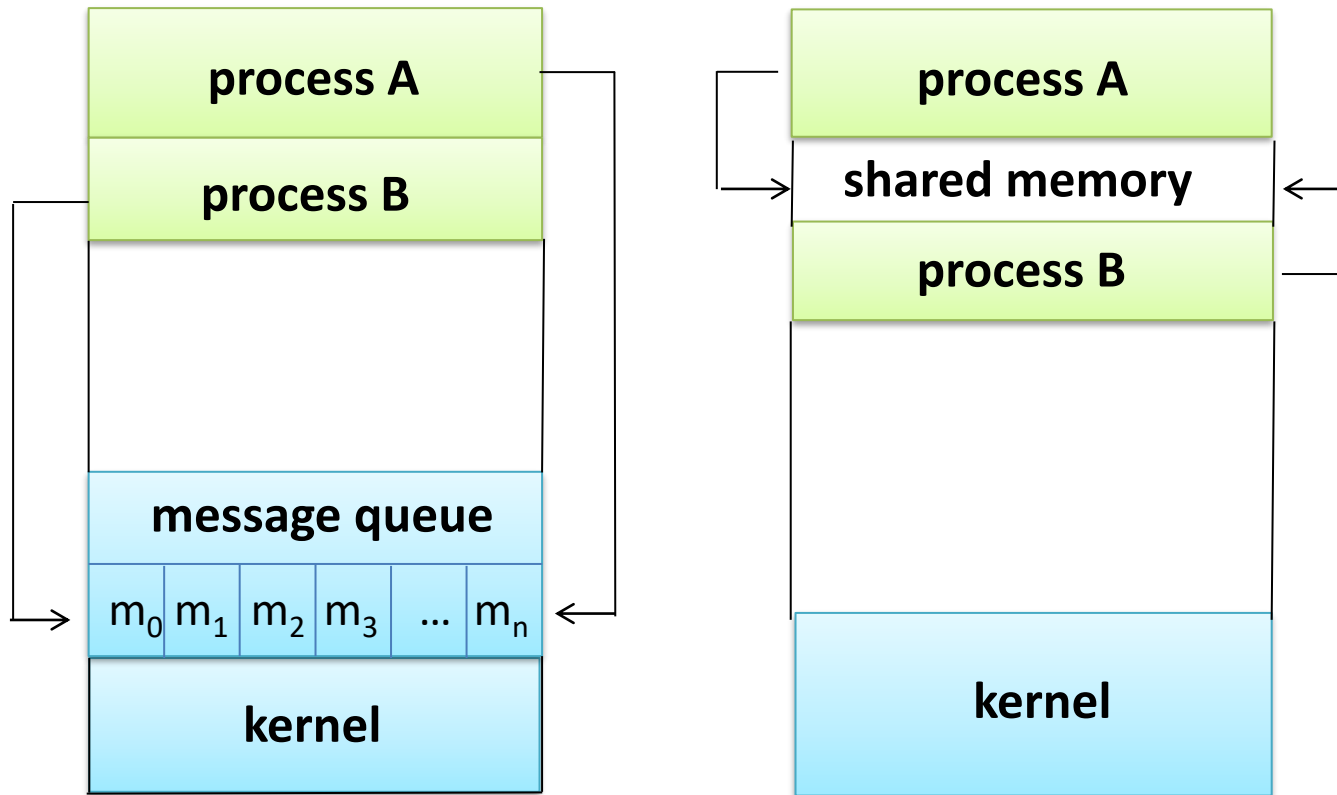 process A
process B
message queue
m0 m1 m2 m3 ... mn
kernel
process A
shared memory
process B
kernel